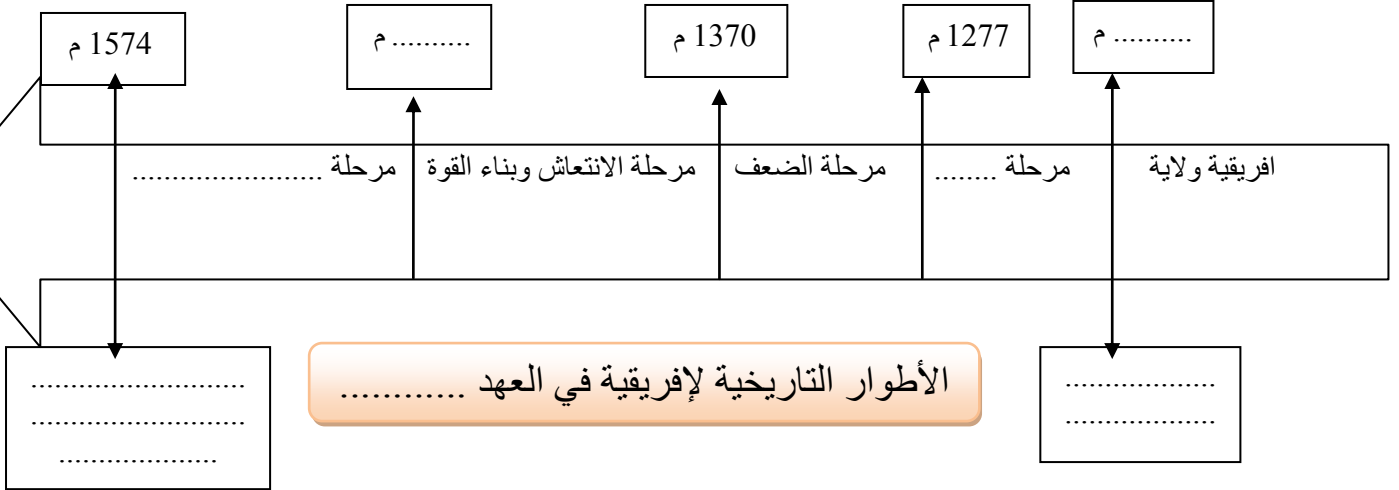 .......... م
1277 م
1370 م
.......... م
1574 م
افريقية ولاية
مرحلة ........
مرحلة الضعف
مرحلة الانتعاش وبناء القوة
مرحلة ........................
...................
...................
الأطوار التاريخية لإفريقية في العهد ............
...........................
...........................
....................